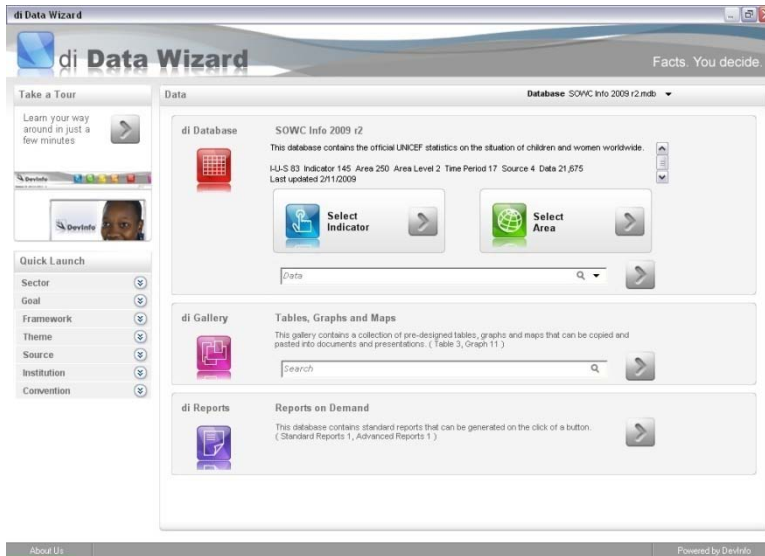 di Data Wizard
di Data Wizard
Facts. You decide.
Take a Tour
Learn your way
around in just a
few minutes
DevInfo
DevInfo
Quick Launch
Sector
Goal
Framework
Theme
Source
Institution
Convention
Data
Database SOWC Info 2009 r2.mdb
di Database
SOWC Info 2009 r2
This database contains the official UNICEF statistics on the situation of children and women worldwide.
I-U-S 83 Indicator 145 Area 250 Area Level 2 Time Period 17 Source 4 Data 21,675
Last updated 2/11/2009
Select
Indicator
Select
Area
Data
di Gallery
Tables, Graphs and Maps
This gallery contains a collection of pre-designed tables, graphs and maps that can be copied and
pasted into documents and presentations. ( Table 3, Graph 11 )
Search
di Reports
Reports on Demand
This database contains standard reports that can be generated on the click of a button.
( Standard Reports 1, Advanced Reports 1 )
About Us
Powered by DevInfo